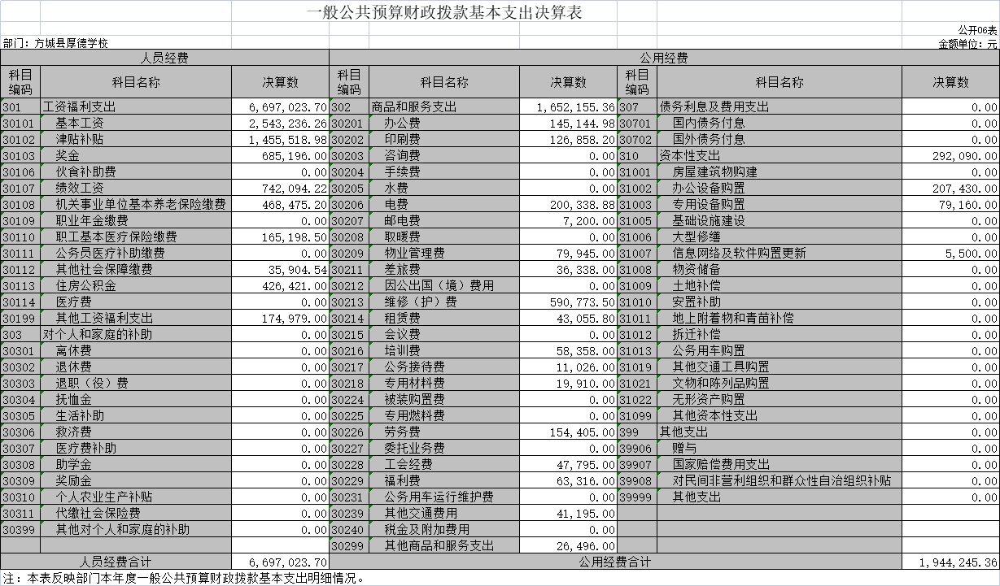 一般公共预算财政拨款基本支出决算表
公开06表
部门：方城县厚德学校 金额单位：元
人员经费 公用经费
科目编码 科目名称 决算数 科目编码 科目名称 决算数 科目编码 科目名称 决算数
301 工资福利支出 6,697,023.70 302 商品和服务支出 1,652,155.36 307 债务利息及费用支出 0.00
30101 基本工资 2,543,236.26 30201 办公费 145,144.98 30701 国内债务付息 0.00
30102 津贴补贴 1,455,518.98 30202 印刷费 126,858.20 30702 国外债务付息 0.00
30103 奖金 685,196.00 30203 咨询费 0.00 310 资本性支出 292,090.00
30106 伙食补助费 0.00 30204 手续费 0.00 31001 房屋建筑物购建 0.00
30107 绩效工资 742,094.22 30205 水费 0.00 31002 办公设备购置 207,430.00
30108 机关事业单位基本养老保险缴费 468,475.20 30206 电费 200,338.88 31003 专用设备购置 79,160.00
30109 职业年金缴费 0.00 30207 邮电费 7,200.00 31005 基础设施建设 0.00
30110 职工基本医疗保险缴费 165,198.50 30208 取暖费 0.00 31006 大型修缮 0.00
30111 公务员医疗补助缴费 0.00 30209 物业管理费 79,945.00 31007 信息网络及软件购置更新 5,500.00
30112 其他社会保障缴费 35,904.54 30211 差旅费 36,338.00 31008 物资储备 0.00
30113 住房公积金 426,421.00 30212 因公出国（境）费用 0.00 31009 土地补偿 0.00
30114 医疗费 0.00 30213 维修（护）费 590,773.50 31010 安置补助 0.00
30199 其他工资福利支出 174,979.00 30214 租赁费 43,055.80 31011 地上附着物和青苗补偿 0.00
303 对个人和家庭的补助 0.00 30215 会议费 0.00 31012 拆迁补偿 0.00
30301 离休费 0.00 30216 培训费 58,358.00 31013 公务用车购置 0.00
30302 退休费 0.00 30217 公务接待费 11,026.00 31019 其他交通工具购置 0.00
30303 退职（役）费 0.00 30218 专用材料费 19,910.00 31021 文物和陈列品购置 0.00
30304 抚恤金 0.00 30224 被装购置费 0.00 31022 无形资产购置 0.00
30305 生活补助 0.00 30225 专用燃料费 0.00 31099 其他资本性支出 0.00
30306 救济费 0.00 30226 劳务费 154,405.00 399 其他支出 0.00
30307 医疗费补助 0.00 30227 委托业务费 0.00 39906 赠与 0.00
30308 助学金 0.00 30228 工会经费 47,795.00 39907 国家赔偿费用支出 0.00
30309 奖励金 0.00 30229 福利费 63,316.00 39908 对民间非营利组织和群众性自治组织补贴 0.00
30310 个人农业生产补贴 0.00 30231 公务用车运行维护费 0.00 39999 其他支出 0.00
30311 代缴社会保险费 0.00 30239 其他交通费用 41,195.00
30399 其他对个人和家庭的补助 0.00 30240 税金及附加费用 0.00
30299 其他商品和服务支出 26,496.00
人员经费合计 6,697,023.70 公用经费合计 1,944,245.36
注：本表反映部门本年度一般公共预算财政拨款基本支出明细情况。